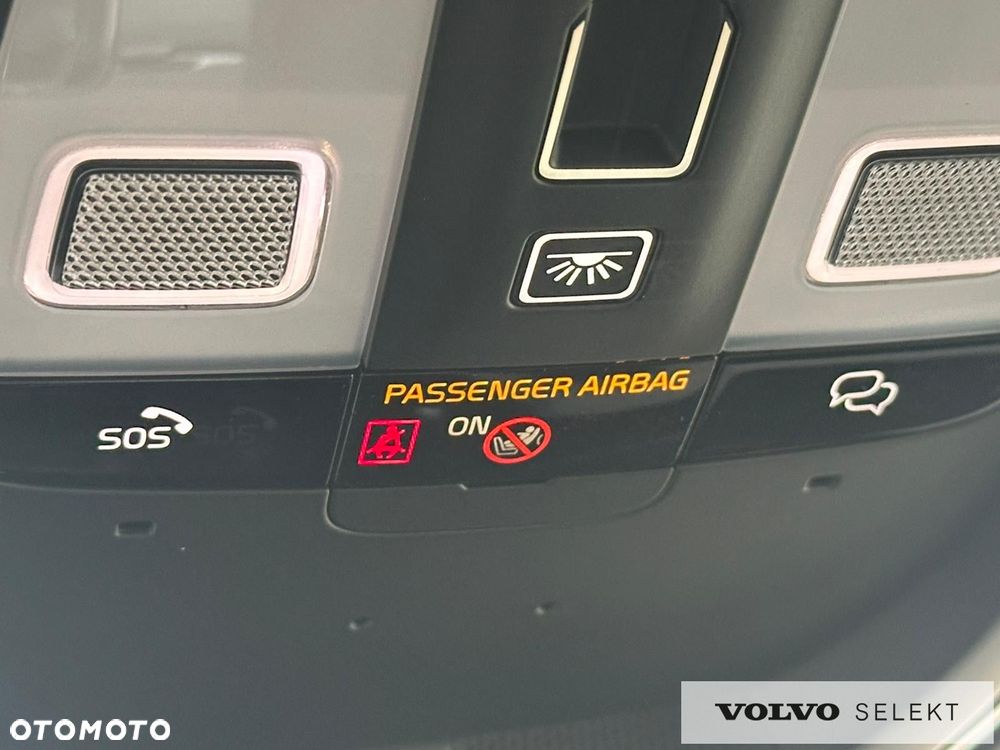 PASSENGER AIRBAG
ON
SOS
VOLVO SELEKT
OTOMOTO